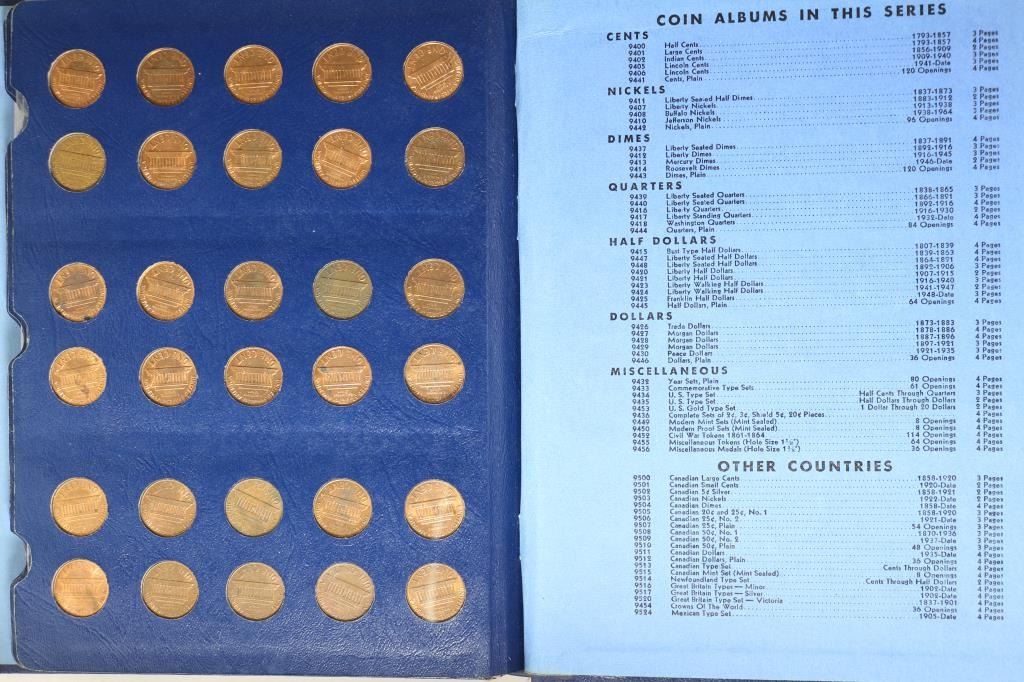 COIN ALBUMS IN THIS SERIES
CENTS
9400 Half Cents 1793-1857 3 Pages
9401 Large Cents 1793-1857 4 Pages
9402 Indian Cents 1856-1909 2 Pages
9405 Lincoln Cents 1909-1940 3 Pages
9406 Lincoln Cents 1941-Date 3 Pages
9441 Cents, Plain 120 Openings 4 Pages
NICKELS
9411 Liberty Seated Half Dimes 1837-1873 3 Pages
9407 Liberty Nickels 1883-1912 2 Pages
9408 Buffalo Nickels 1913-1938 3 Pages
9410 Jefferson Nickels 1938-1964 3 Pages
9442 Nickels, Plain 96 Openings 4 Pages
DIMES
9437 Liberty Seated Dimes 1837-1891 4 Pages
9412 Liberty Dimes 1892-1916 3 Pages
9413 Mercury Dimes 1916-1945 3 Pages
9414 Roosevelt Dimes 1946-Date 2 Pages
9443 Dimes, Plain 120 Openings 4 Pages
QUARTERS
9439 Liberty Seated Quarters 1838-1865 3 Pages
9440 Liberty Seated Quarters 1866-1891 3 Pages
9416 Liberty Quarters 1892-1916 4 Pages
9417 Liberty Standing Quarters 1916-1930 2 Pages
9418 Washington Quarters 1932-Date 4 Pages
9444 Quarters, Plain 84 Openings 4 Pages
HALF DOLLARS
9415 Bust Type Half Dollars 1807-1839 4 Pages
9447 Liberty Seated Half Dollars 1839-1853 4 Pages
9448 Liberty Seated Half Dollars 1864-1891 4 Pages
9420 Liberty Half Dollars 1892-1906 3 Pages
9421 Liberty Half Dollars 1907-1915 2 Pages
9423 Liberty Walking Half Dollars 1916-1940 3 Pages
9424 Liberty Walking Half Dollars 1941-1947 2 Pages
9425 Franklin Half Dollars 1948-Date 3 Pages
9445 Half Dollars, Plain 64 Openings 4 Pages
DOLLARS
9426 Trade Dollars 1873-1883 3 Pages
9427 Morgan Dollars 1878-1886 4 Pages
9428 Morgan Dollars 1887-1896 4 Pages
9429 Morgan Dollars 1897-1921 4 Pages
9430 Peace Dollars 1921-1935 3 Pages
9446 Dollars, Plain 36 Openings 4 Pages
MISCELLANEOUS
9432 Year Sets, Plain 80 Openings 4 Pages
9433 Commemorative Type Sets 61 Openings 4 Pages
9434 U. S. Type Set Half Cents Through Quarters 3 Pages
9435 U. S. Type Set Half Dollars Through Dollars 2 Pages
9453 U. S. Gold Type Set 1 Dollar Through 20 Dollars 2 Pages
9436 Complete Sets of 2¢, 3¢, Shield 5¢, 20¢ Pieces 4 Pages
9449 Modern Mint Sets (Mint Sealed) 8 Openings 4 Pages
9450 Modern Proof Sets (Mint Sealed) 8 Openings 4 Pages
9452 Civil War Tokens 1861-1864 114 Openings 4 Pages
9455 Miscellaneous Tokens (Hole Size 1⅛") 64 Openings 4 Pages
9456 Miscellaneous Medals (Hole Size 1½") 36 Openings 4 Pages
OTHER COUNTRIES
9500 Canadian Large Cents 1858-1920 3 Pages
9501 Canadian Small Cents 1920-Date 2 Pages
9502 Canadian 5¢ Silver 1858-1921 2 Pages
9503 Canadian Nickels 1922-Date 2 Pages
9504 Canadian Dimes 1858-Date 4 Pages
9505 Canadian 20¢ and 25¢, No. 1 1858-1920 3 Pages
9506 Canadian 25¢, No. 2 1921-Date 3 Pages
9507 Canadian 25¢, Plain 54 Openings 3 Pages
9508 Canadian 50¢, No. 1 1870-1936 3 Pages
9509 Canadian 50¢, No. 2 1937-Date 3 Pages
9510 Canadian 50¢, Plain 48 Openings 3 Pages
9511 Canadian Dollars 1935-Date 4 Pages
9512 Canadian Dollars, Plain 36 Openings 4 Pages
9513 Canadian Type Set Cents Through Dollars 4 Pages
9515 Canadian Mint Set (Mint Sealed) 8 Openings 4 Pages
9514 Newfoundland Type Set Cents Through Half Dollars 2 Pages
9516 Great Britain Types — Minor 1902-Date 4 Pages
9517 Great Britain Types — Silver 1902-Date 4 Pages
9520 Great Britain Type Set — Victoria 1837-1901 4 Pages
9454 Crowns Of The World 36 Openings 4 Pages
9524 Mexican Type Set 1905-Date 4 Pages